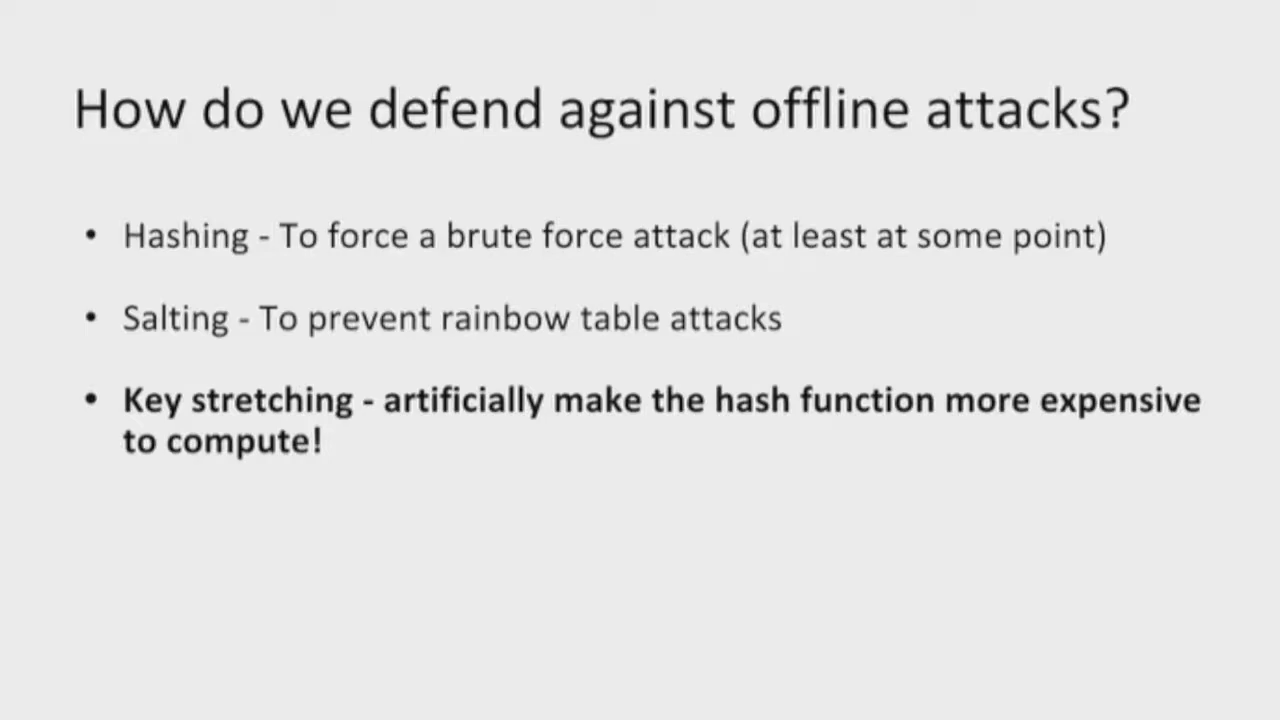 How do we defend against offline attacks?
• Hashing - To force a brute force attack (at least at some point)
• Salting - To prevent rainbow table attacks
• Key stretching - artificially make the hash function more expensive
to compute!